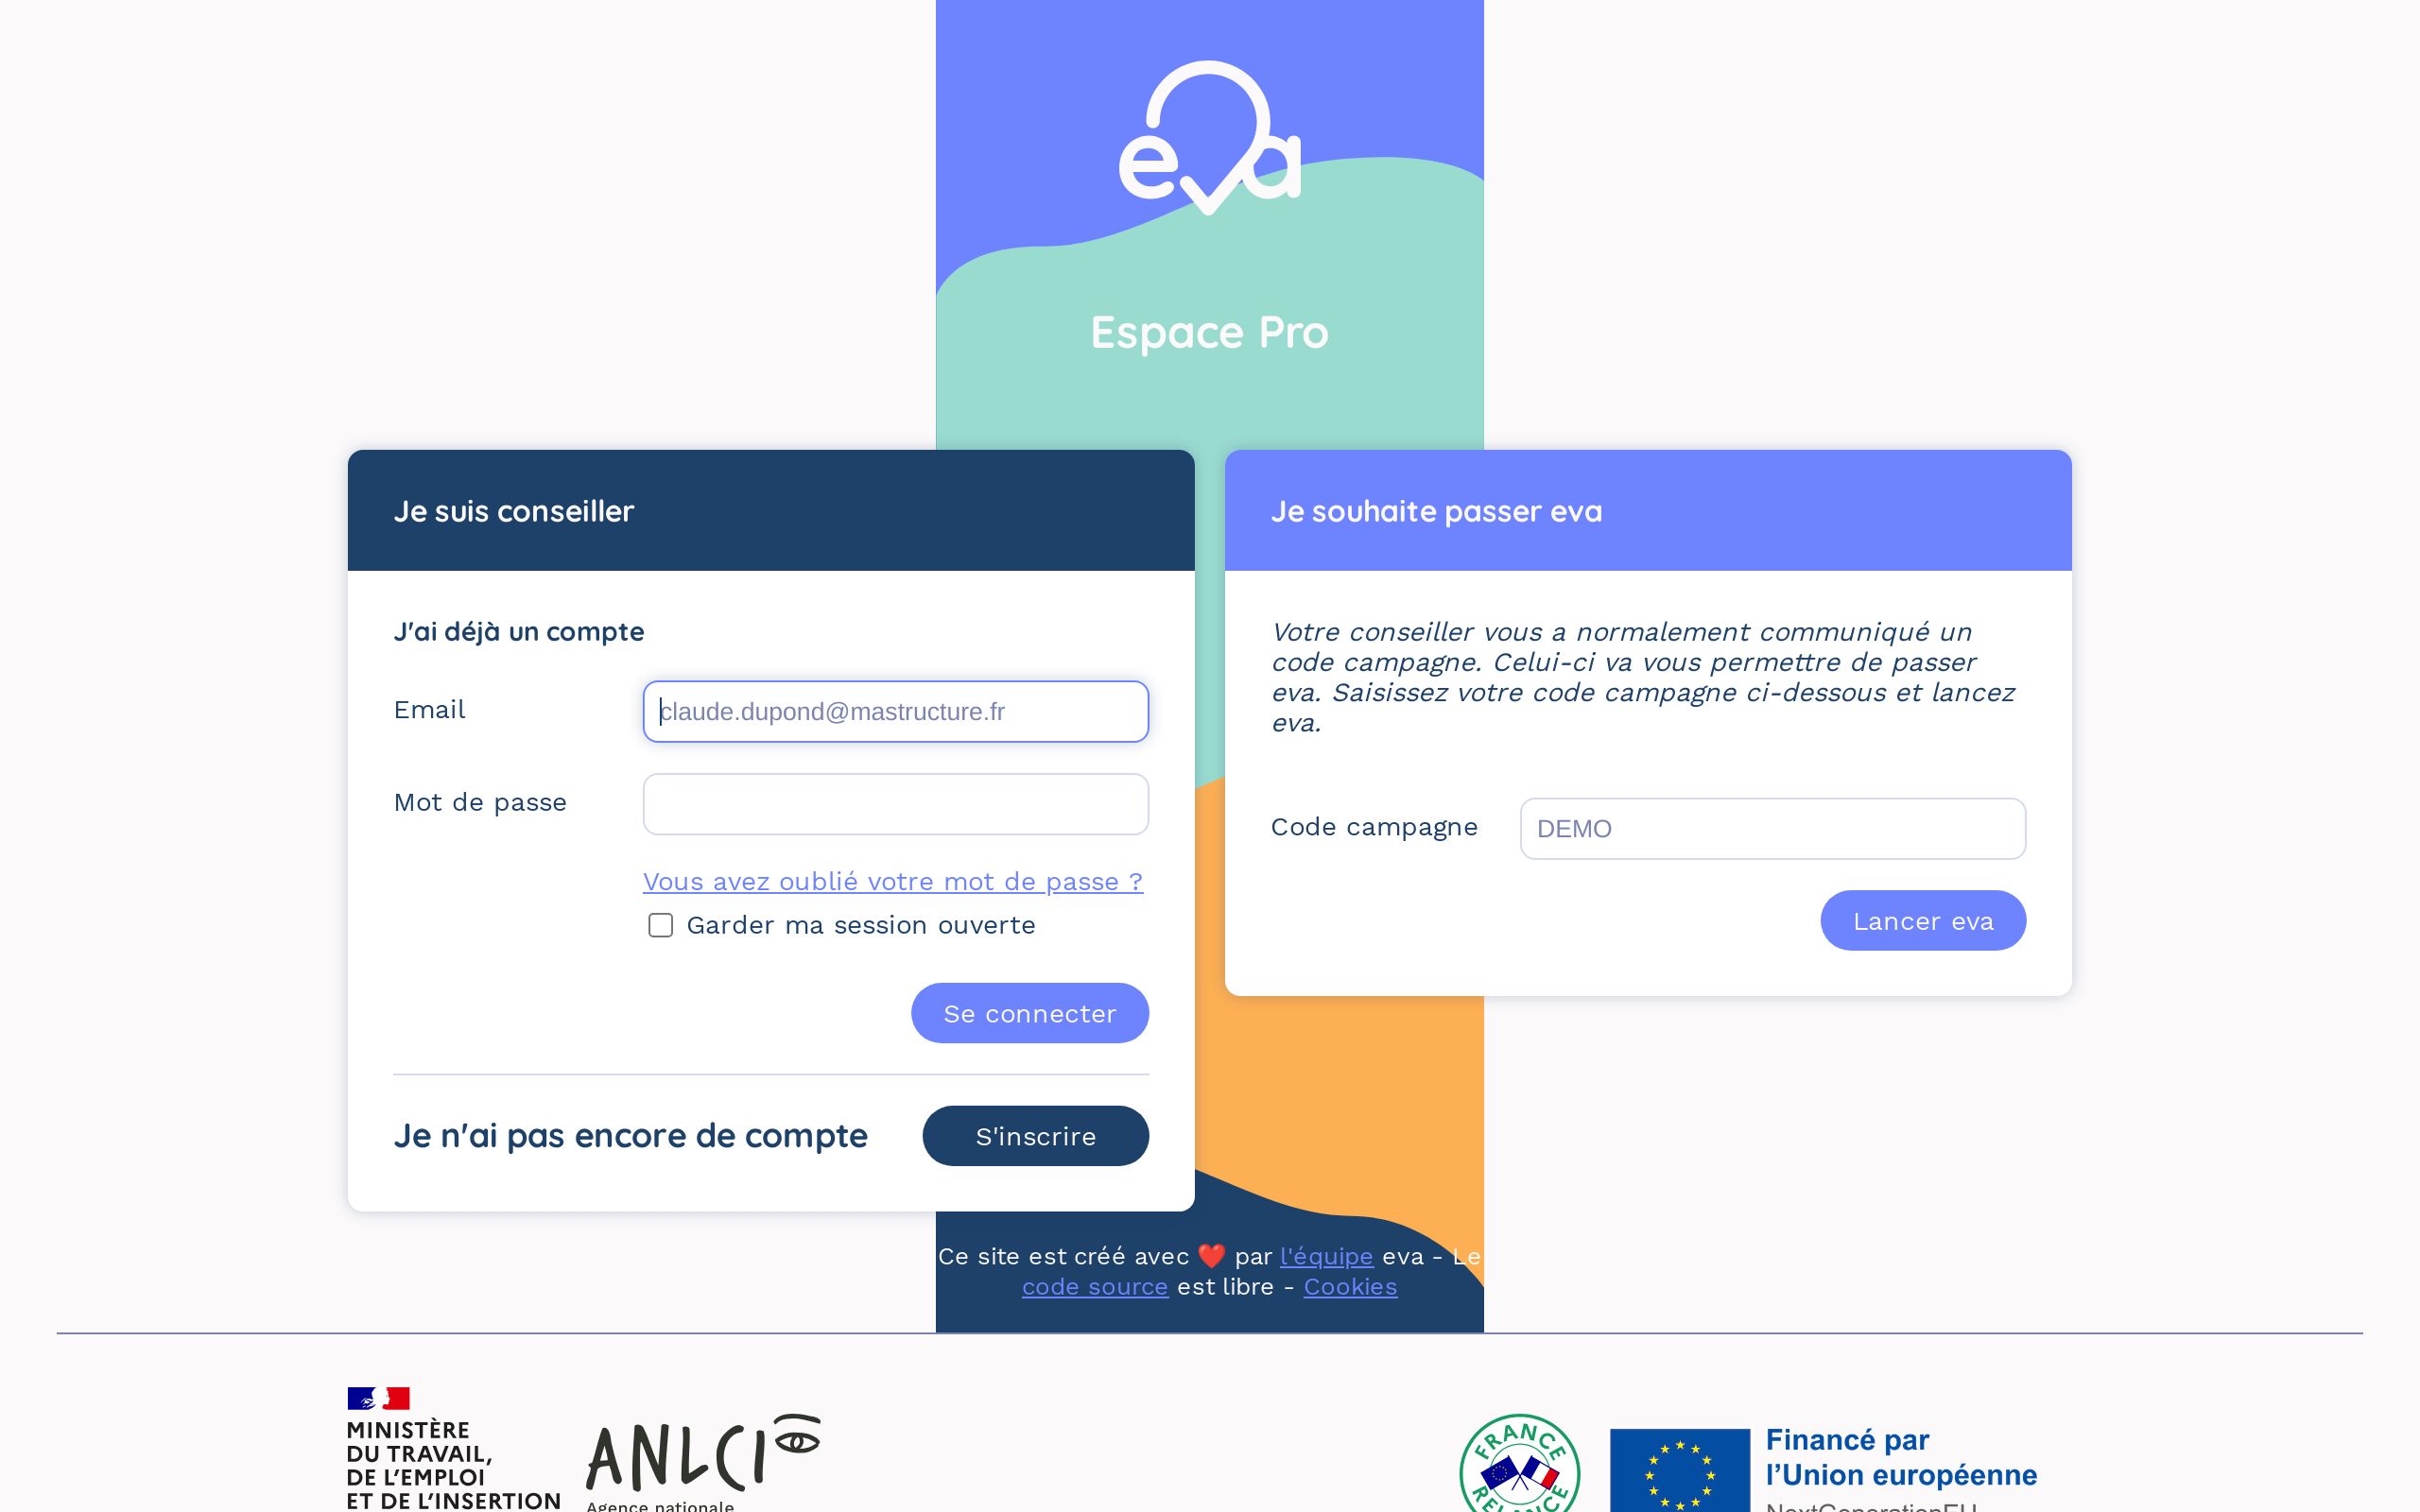 eva
Espace Pro
Je suis conseiller
J'ai déjà un compte
Email
claude.dupond@mastructure.fr
Mot de passe
Vous avez oublié votre mot de passe ?
Garder ma session ouverte
Se connecter
Je n'ai pas encore de compte
S'inscrire
Je souhaite passer eva
Votre conseiller vous a normalement communiqué un
code campagne. Celui-ci va vous permettre de passer
eva. Saisissez votre code campagne ci-dessous et lancez
eva.
Code campagne
DEMO
Lancer eva
Ce site est créé avec ❤️ par l'équipe eva - Le
code source est libre - Cookies
MINISTÈRE
DU TRAVAIL,
DE L'EMPLOI
ET DE L'INSERTION
ANLCI
Agence nationale
FRANCE
RELANCE
Financé par
l'Union européenne
NextGenerationEU